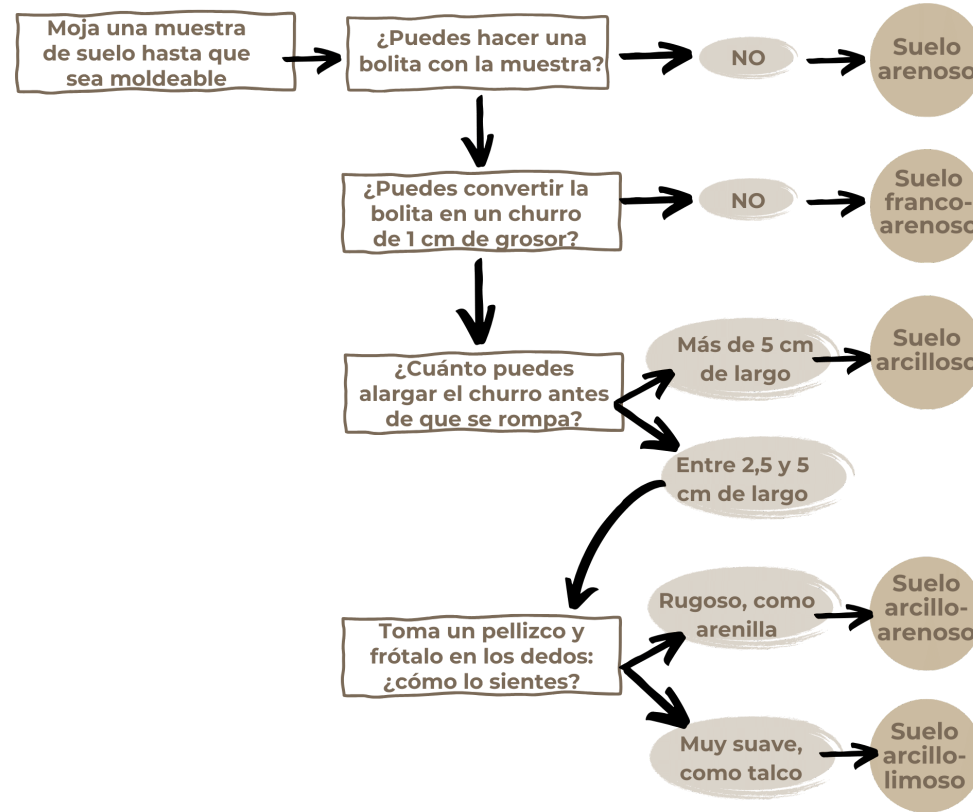 Moja una muestra
de suelo hasta que
sea moldeable
¿Puedes hacer una
bolita con la muestra?
NO
Suelo
arenoso
¿Puedes convertir la
bolita en un churro
de 1 cm de grosor?
NO
Suelo
franco-
arenoso
¿Cuánto puedes
alargar el churro antes
de que se rompa?
Más de 5 cm
de largo
Suelo
arcilloso
Entre 2,5 y 5
cm de largo
Toma un pellizco y
frótalo en los dedos:
¿cómo lo sientes?
Rugoso, como
arenilla
Suelo
arcillo-
arenoso
Muy suave,
como talco
Suelo
arcillo-
limoso